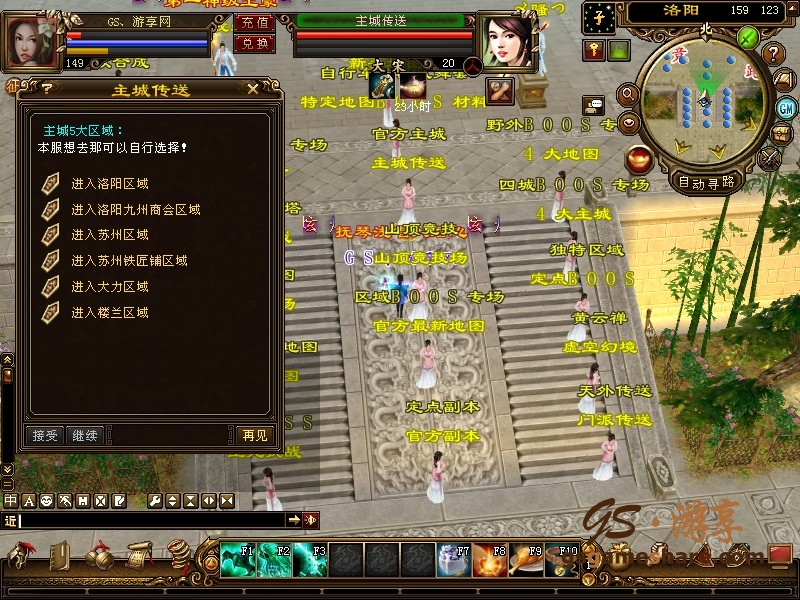 GS、游享网
充值
兑换
149
主城传送
20
大宋
23小时
洛阳
159 123
北
自动寻路
主城传送
主城5大区域：
本服想去那可以自行选择！
进入洛阳区域
进入洛阳九州商会区域
进入苏州区域
进入苏州铁匠铺区域
进入大力区域
进入楼兰区域
接受
继续
再见
专场
官方主城
主城传送
野外BOOS 专
4 大地图
四城BOOS 专场
4 大主城
山顶竞技
GS山顶竞技场
独特区域
定点BOOS
区域BOOS 专场
官方最新地图
黄云禅
虚空幻境
天外传送
门派传送
定点副本
官方副本
近
F1
F2
F3
F7
F8
F9
F10
GS·游享